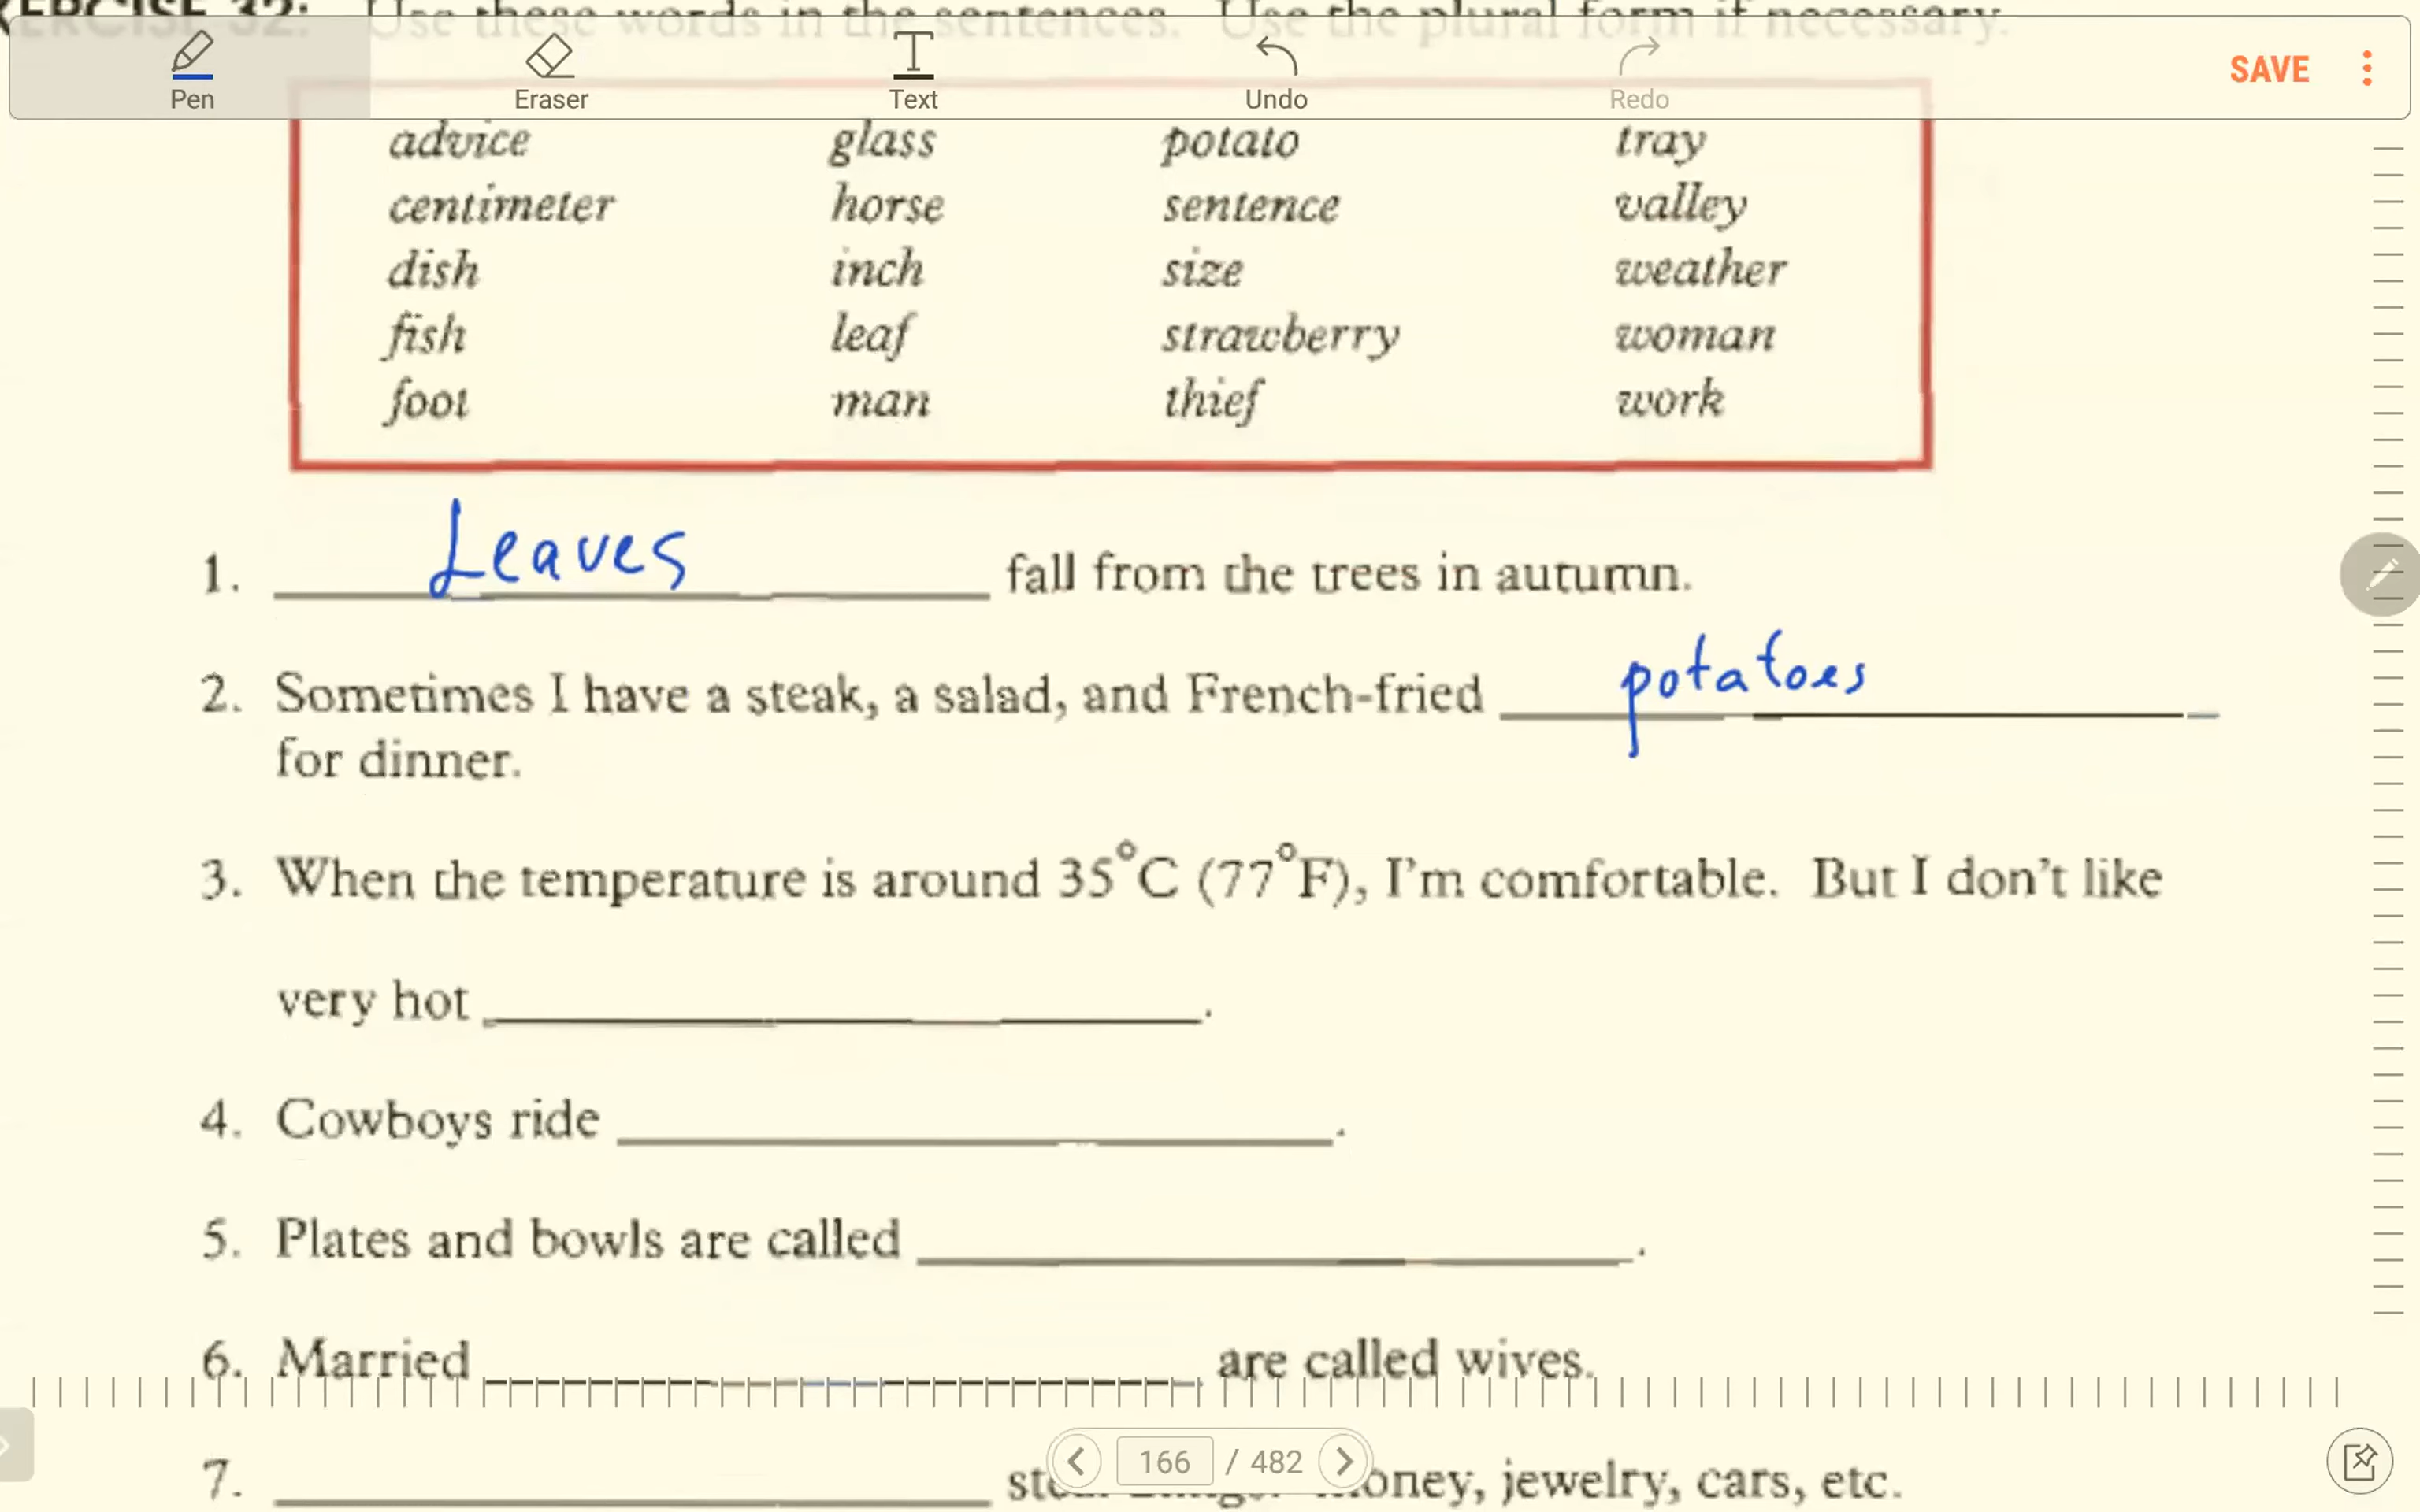 EXERCISE 32: Use these words in the sentences. Use the plural form if necessary.
Pen Eraser Text Undo Redo SAVE
advice glass potato tray
centimeter horse sentence valley
dish inch size weather
fish leaf strawberry woman
foot man thief work
1. Leaves fall from the trees in autumn.
2. Sometimes I have a steak, a salad, and French-fried potatoes
for dinner.
3. When the temperature is around 35°C (77°F), I'm comfortable. But I don't like
very hot .
4. Cowboys ride .
5. Plates and bowls are called .
6. Married are called wives.
7. oney, jewelry, cars, etc.
166 / 482